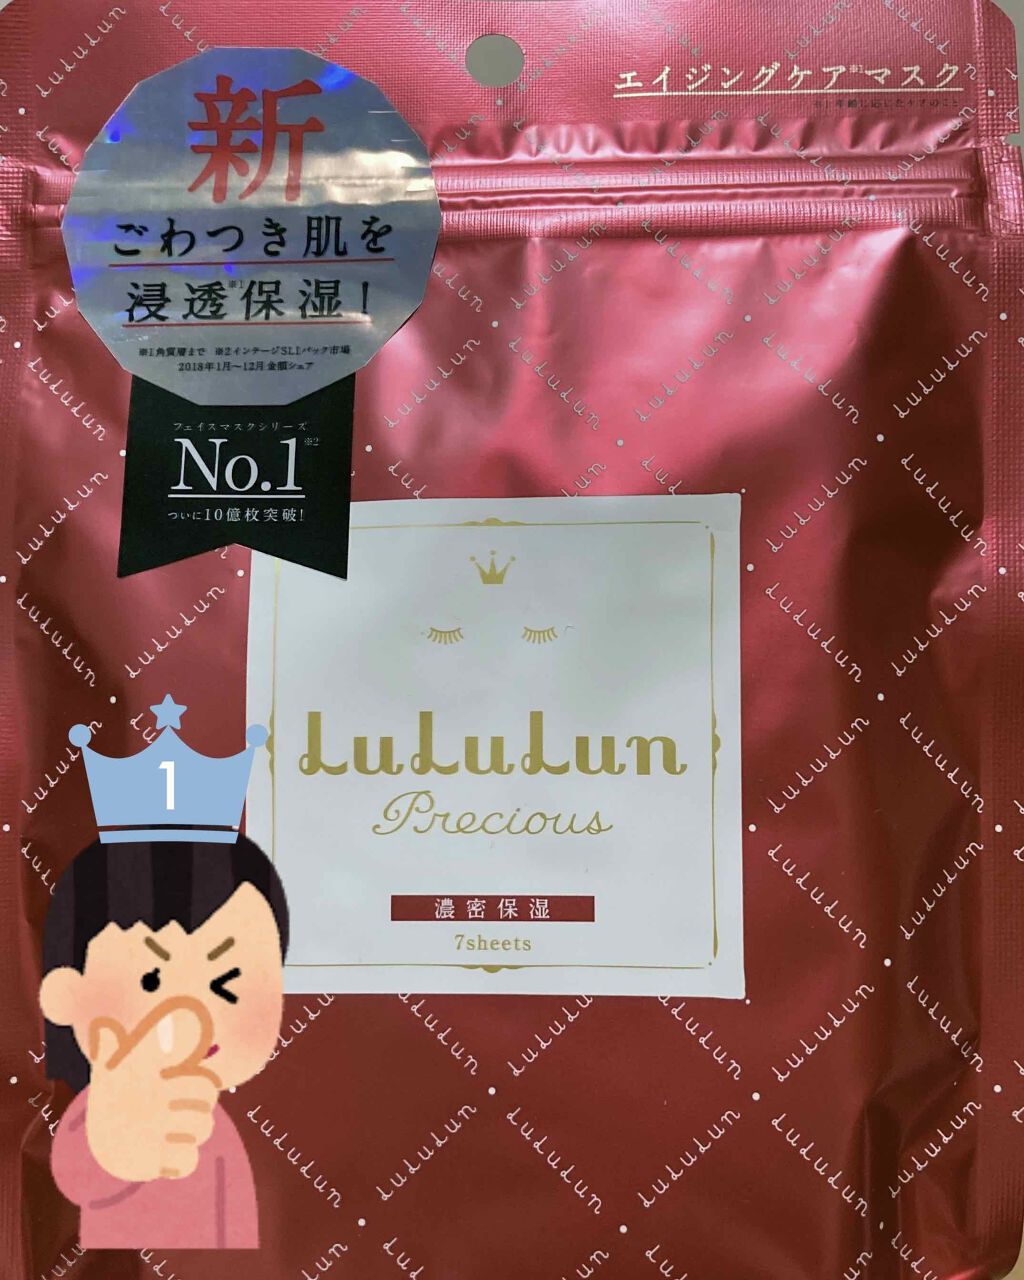 エイジングケア※1マスク
※1 年齢に応じたケアのこと
新
ごわつき肌を
浸透※1保湿！
※1角質層まで ※2インテージSLIパック市場
2018年1月〜12月 金額シェア
フェイスマスクシリーズ
No.1※2
ついに10億枚突破！
LuLuLun
Precious
濃密保湿
7sheets
1